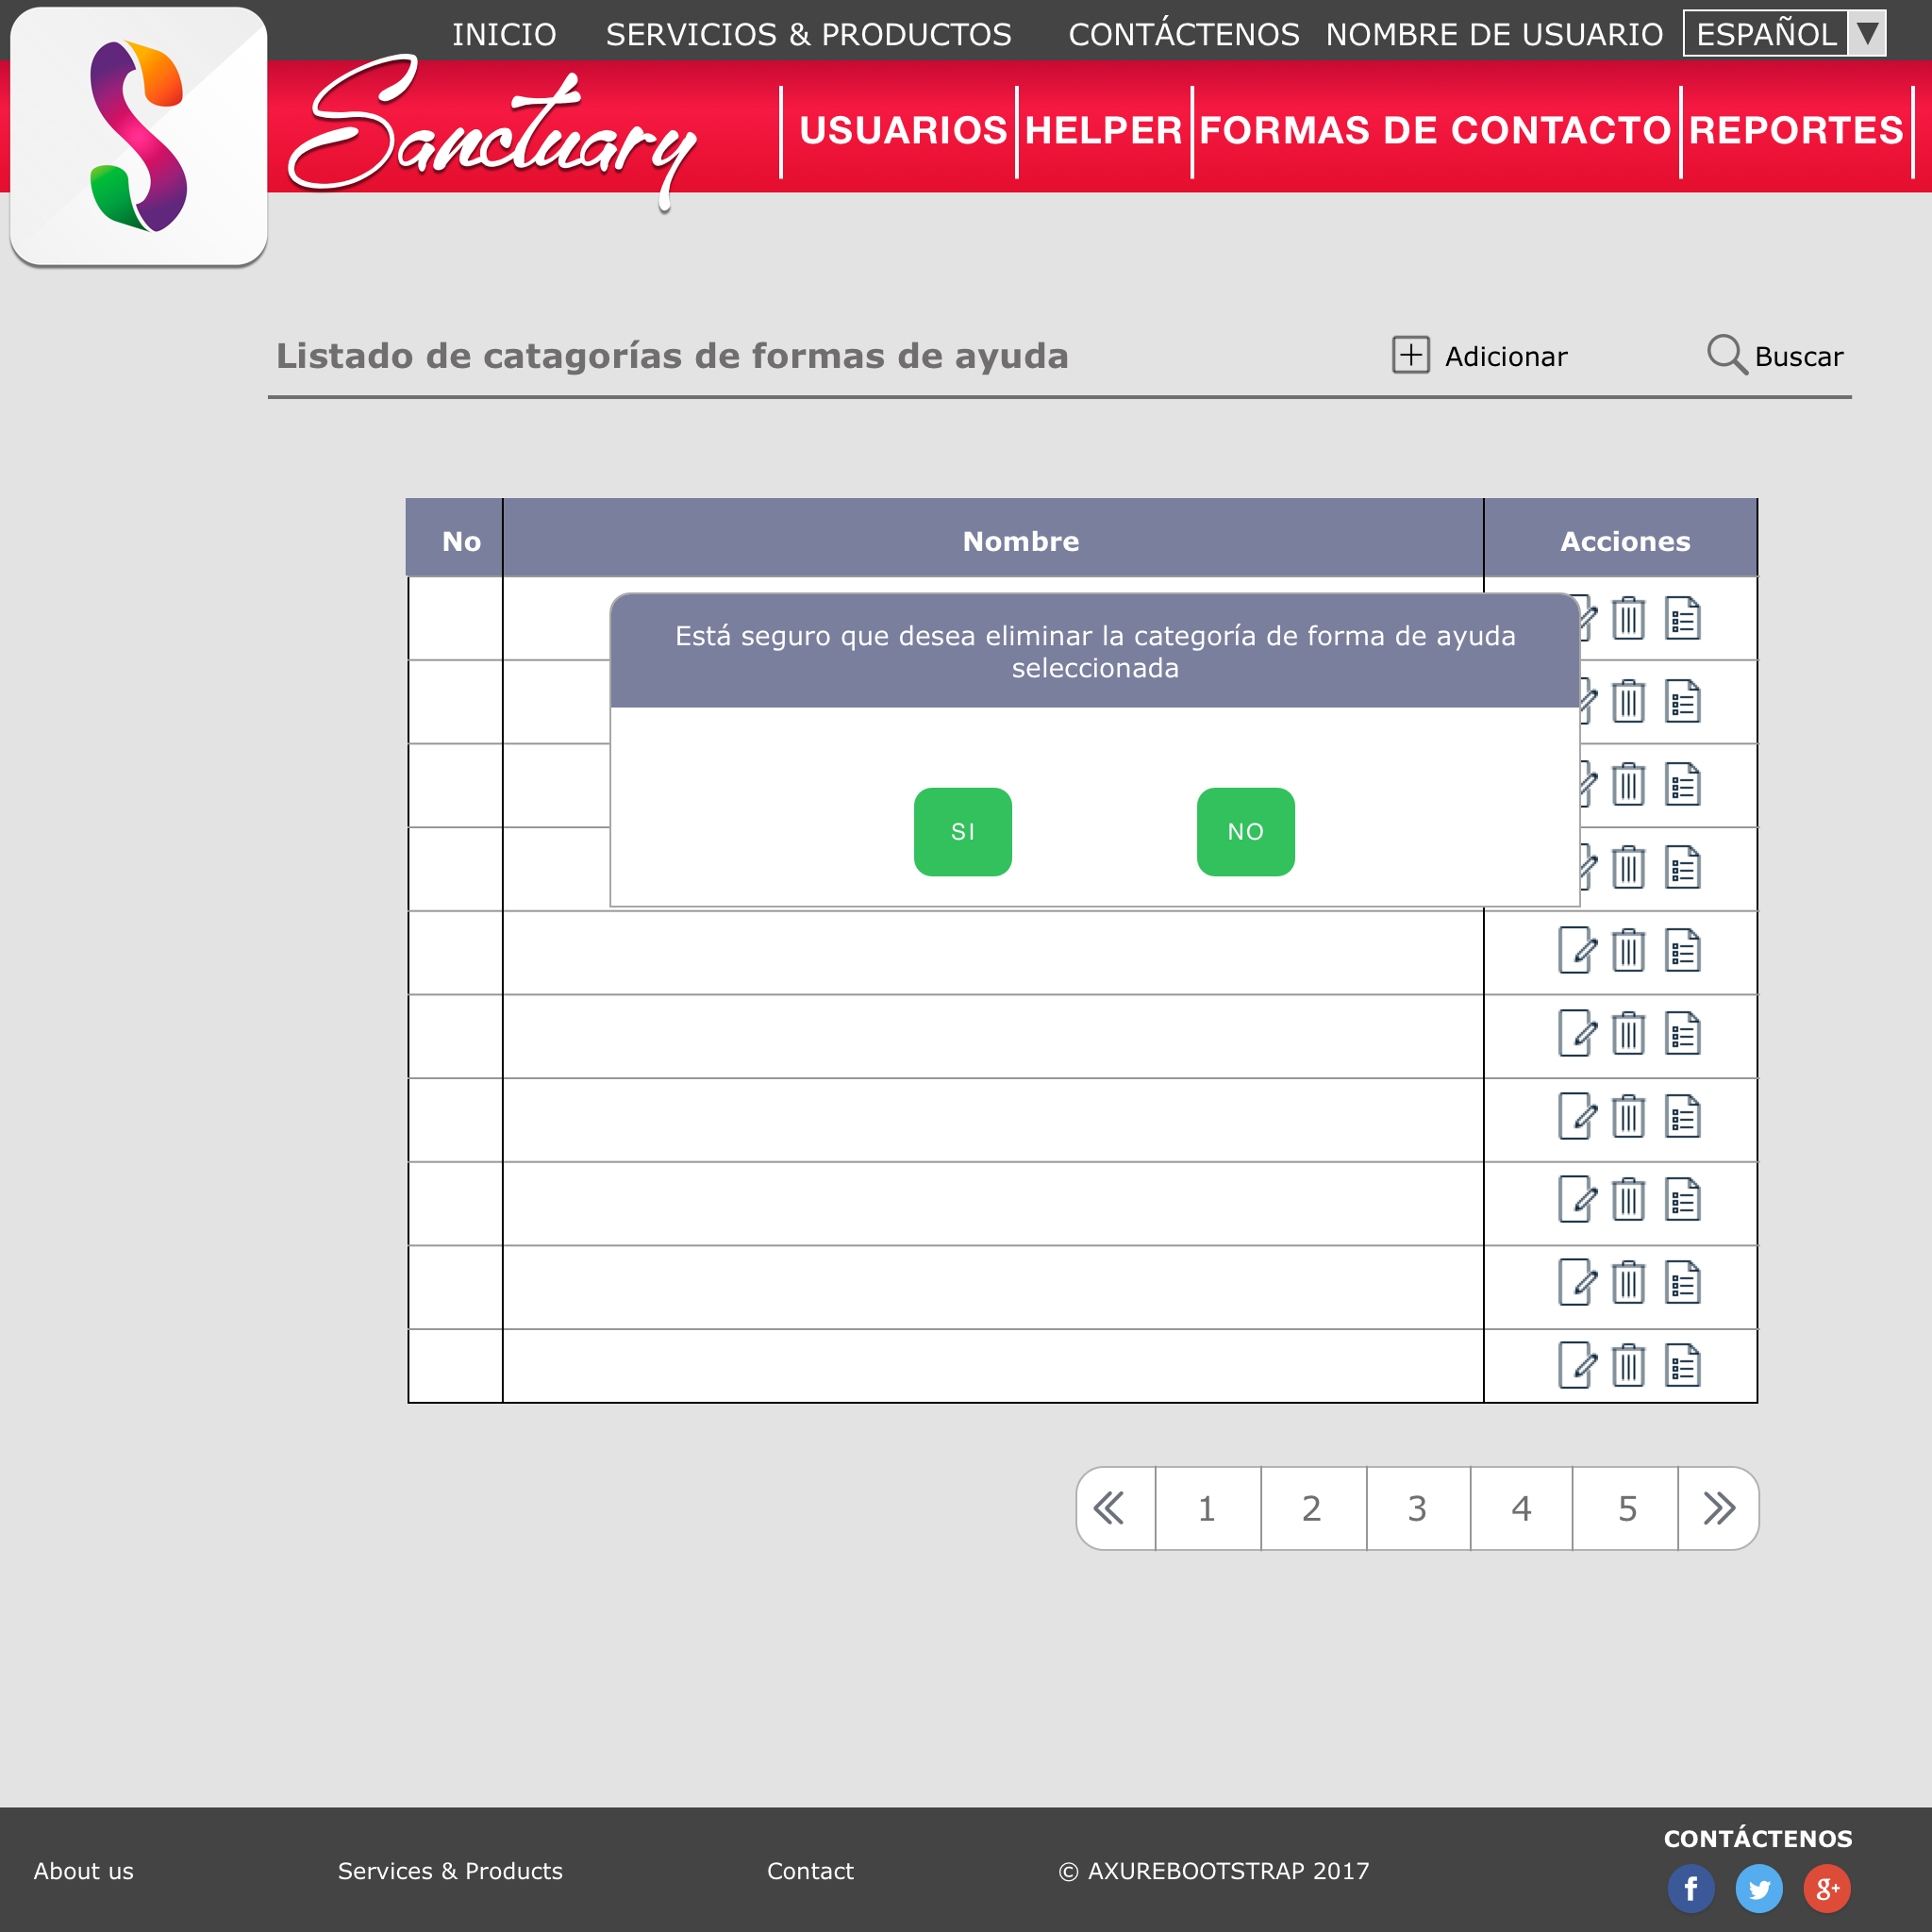 INICIO SERVICIOS & PRODUCTOS CONTÁCTENOS NOMBRE DE USUARIO ESPAÑOL
Sanctuary
USUARIOS HELPER FORMAS DE CONTACTO REPORTES
Listado de catagorías de formas de ayuda Adicionar Buscar
No Nombre Acciones
Está seguro que desea eliminar la categoría de forma de ayuda
seleccionada
SI NO
1 2 3 4 5
CONTÁCTENOS
About us Services & Products Contact © AXUREBOOTSTRAP 2017